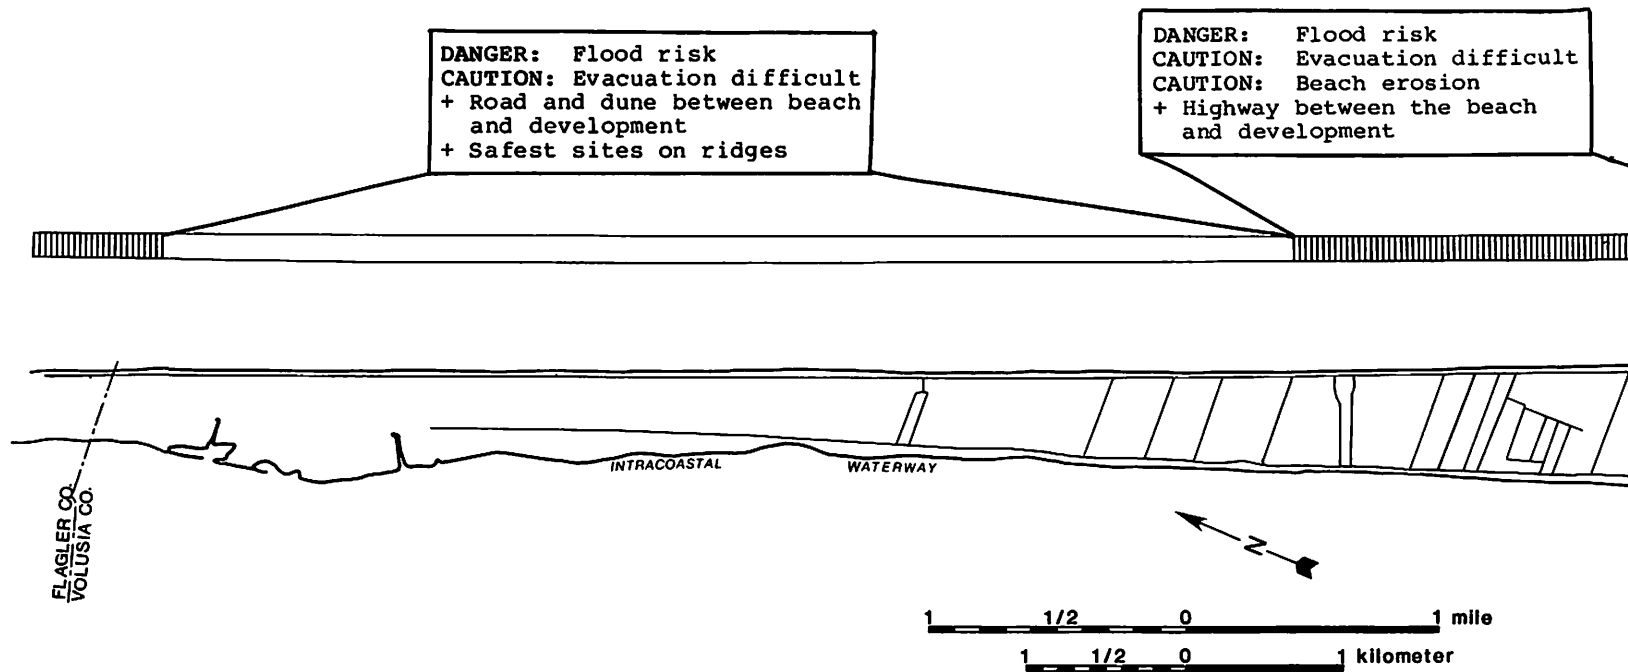 DANGER: Flood risk
CAUTION: Evacuation difficult
+ Road and dune between beach
and development
+ Safest sites on ridges
DANGER: Flood risk
CAUTION: Evacuation difficult
CAUTION: Beach erosion
+ Highway between the beach
and development
INTRACOASTAL WATERWAY
FLAGLER CO.
VOLUSIA CO.
N
1 1/2 0 1 mile
1 1/2 0 1 kilometer